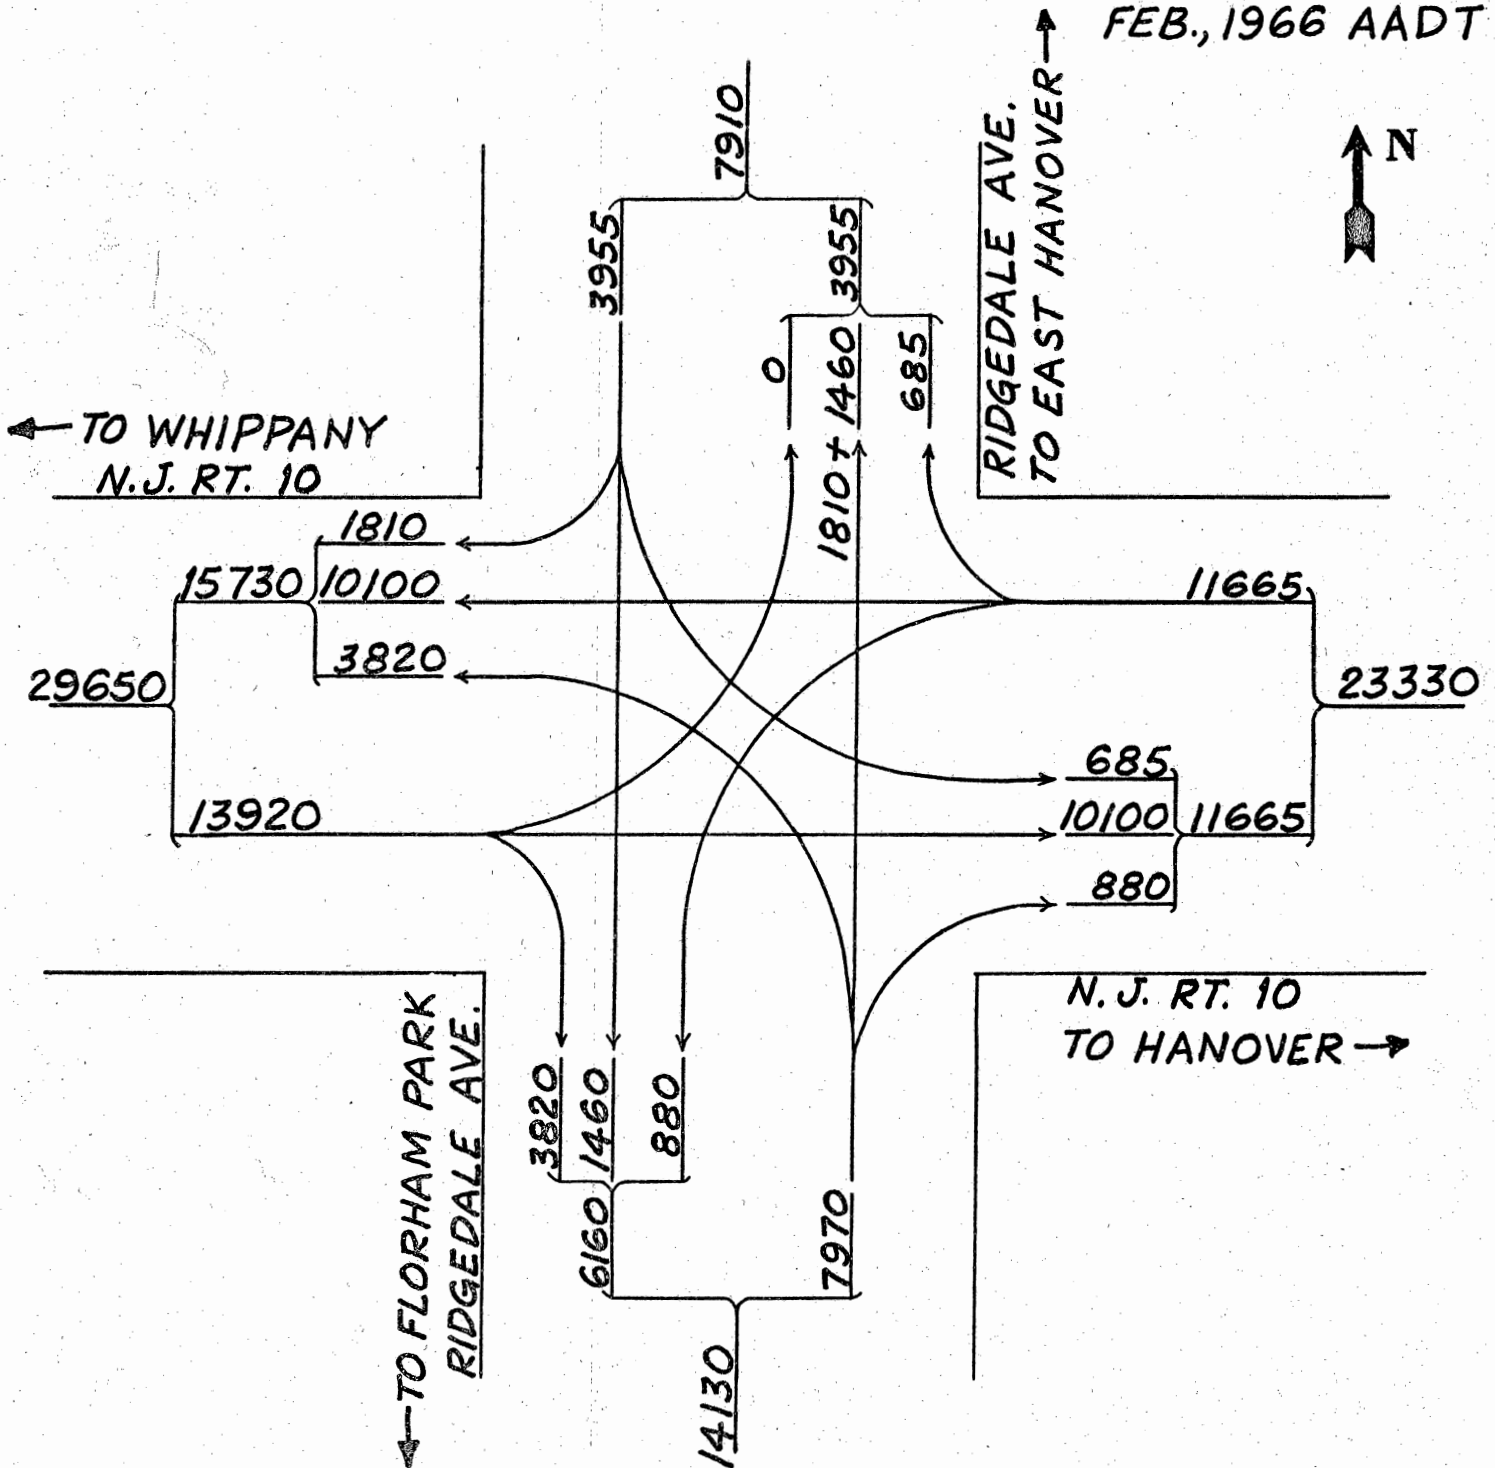 FEB., 1966 AADT
N
RIDGEDALE AVE.
TO EAST HANOVER
7910
3955
3955
0
1810 + 1460
685
TO WHIPPANY
N.J. RT. 10
1810
15730
10100
3820
29650
13920
11665
23330
685
10100
11665
880
N.J. RT. 10
TO HANOVER
TO FLORHAM PARK
RIDGEDALE AVE.
3820
1460
880
6160
7970
14130